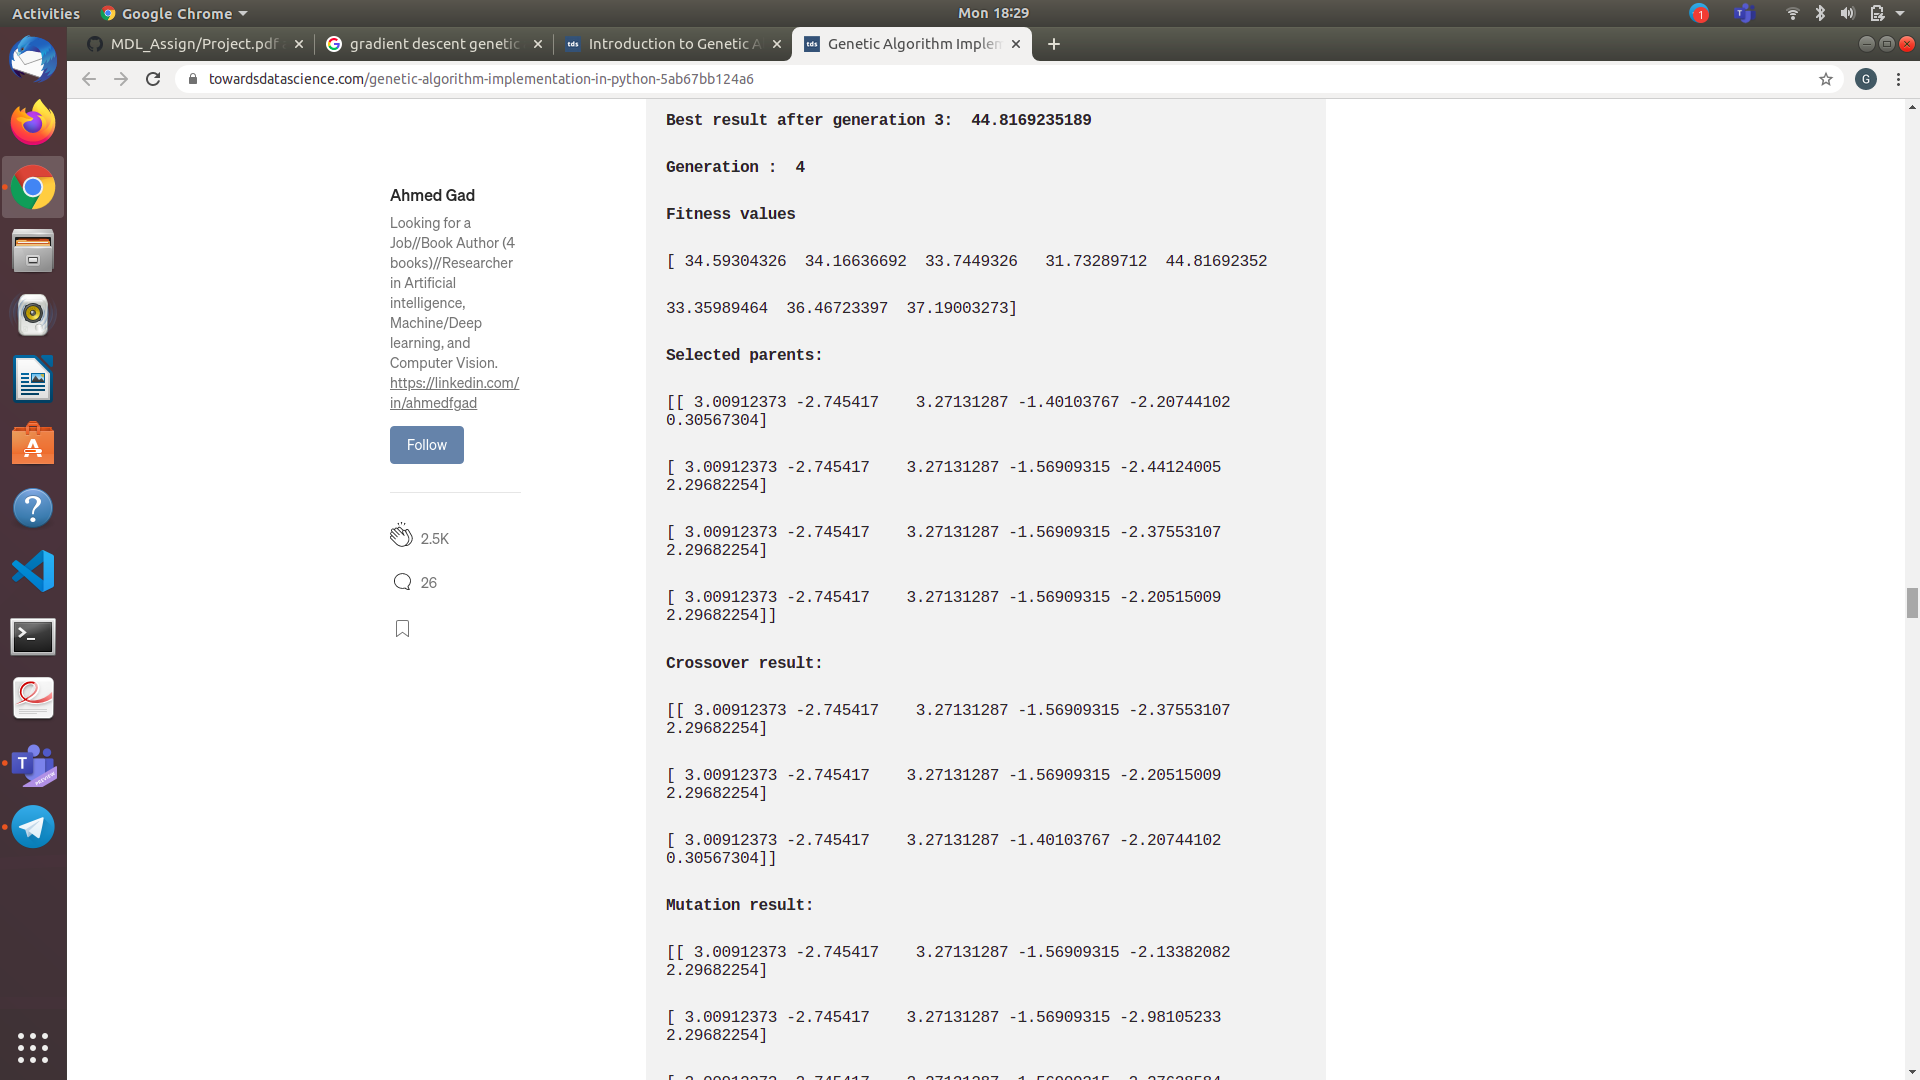 Activities
Google Chrome
Mon 18:29
1
MDL_Assign/Project.pdf
gradient descent genetic
Introduction to Genetic A
Genetic Algorithm Implem
towardsdatascience.com/genetic-algorithm-implementation-in-python-5ab67bb124a6
G
Ahmed Gad
Looking for a
Job//Book Author (4
books)//Researcher
in Artificial
intelligence,
Machine/Deep
learning, and
Computer Vision.
https://linkedin.com/
in/ahmedfgad
Follow
2.5K
26
Best result after generation 3:  44.8169235189
Generation :  4
Fitness values
[ 34.59304326  34.16636692  33.7449326   31.73289712  44.81692352
33.35989464  36.46723397  37.19003273]
Selected parents:
[[ 3.00912373 -2.745417    3.27131287 -1.40103767 -2.20744102
0.30567304]
[ 3.00912373 -2.745417    3.27131287 -1.56909315 -2.44124005
2.29682254]
[ 3.00912373 -2.745417    3.27131287 -1.56909315 -2.37553107
2.29682254]
[ 3.00912373 -2.745417    3.27131287 -1.56909315 -2.20515009
2.29682254]]
Crossover result:
[[ 3.00912373 -2.745417    3.27131287 -1.56909315 -2.37553107
2.29682254]
[ 3.00912373 -2.745417    3.27131287 -1.56909315 -2.20515009
2.29682254]
[ 3.00912373 -2.745417    3.27131287 -1.40103767 -2.20744102
0.30567304]]
Mutation result:
[[ 3.00912373 -2.745417    3.27131287 -1.56909315 -2.13382082
2.29682254]
[ 3.00912373 -2.745417    3.27131287 -1.56909315 -2.98105233
2.29682254]